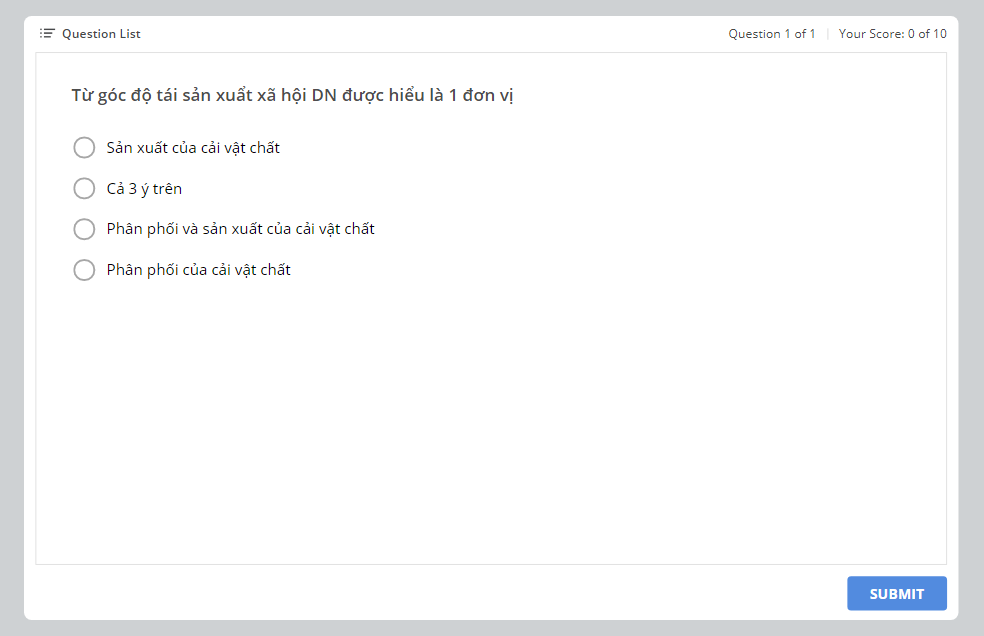 Question List
Question 1 of 1 | Your Score: 0 of 10
Từ góc độ tái sản xuất xã hội DN được hiểu là 1 đơn vị
Sản xuất của cải vật chất
Cả 3 ý trên
Phân phối và sản xuất của cải vật chất
Phân phối của cải vật chất
SUBMIT